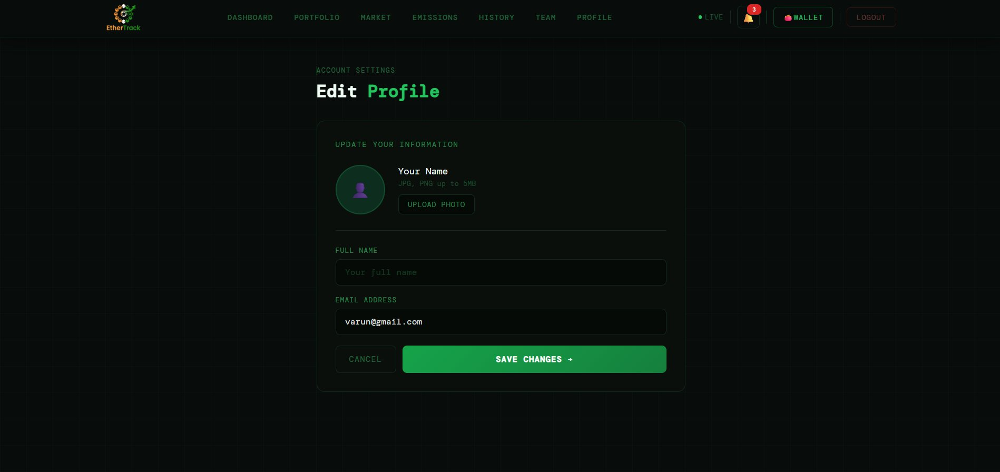 EtherTrack
DASHBOARD PORTFOLIO MARKET EMISSIONS HISTORY TEAM PROFILE LIVE 3 WALLET LOGOUT
ACCOUNT SETTINGS
Edit Profile
UPDATE YOUR INFORMATION
Your Name
JPG, PNG up to 5MB
UPLOAD PHOTO
FULL NAME
Your full name
EMAIL ADDRESS
varun@gmail.com
CANCEL SAVE CHANGES →